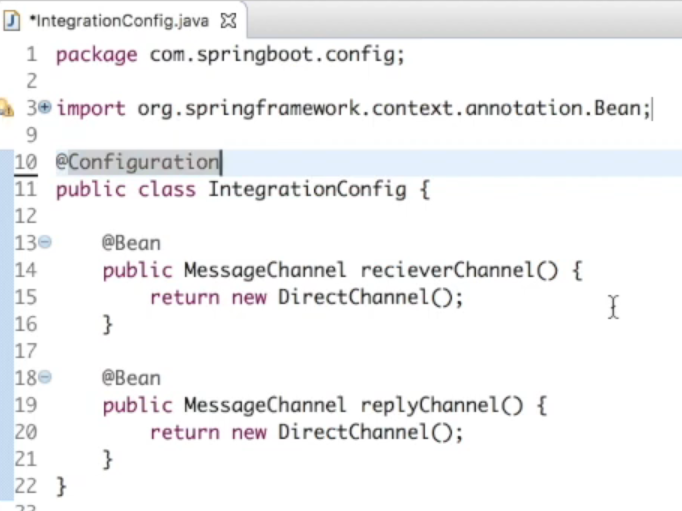 *IntegrationConfig.java
1 package com.springboot.config;
2
3 import org.springframework.context.annotation.Bean;
9
10 @Configuration
11 public class IntegrationConfig {
12
13 @Bean
14 public MessageChannel recieverChannel() {
15 return new DirectChannel();
16 }
17
18 @Bean
19 public MessageChannel replyChannel() {
20 return new DirectChannel();
21 }
22 }